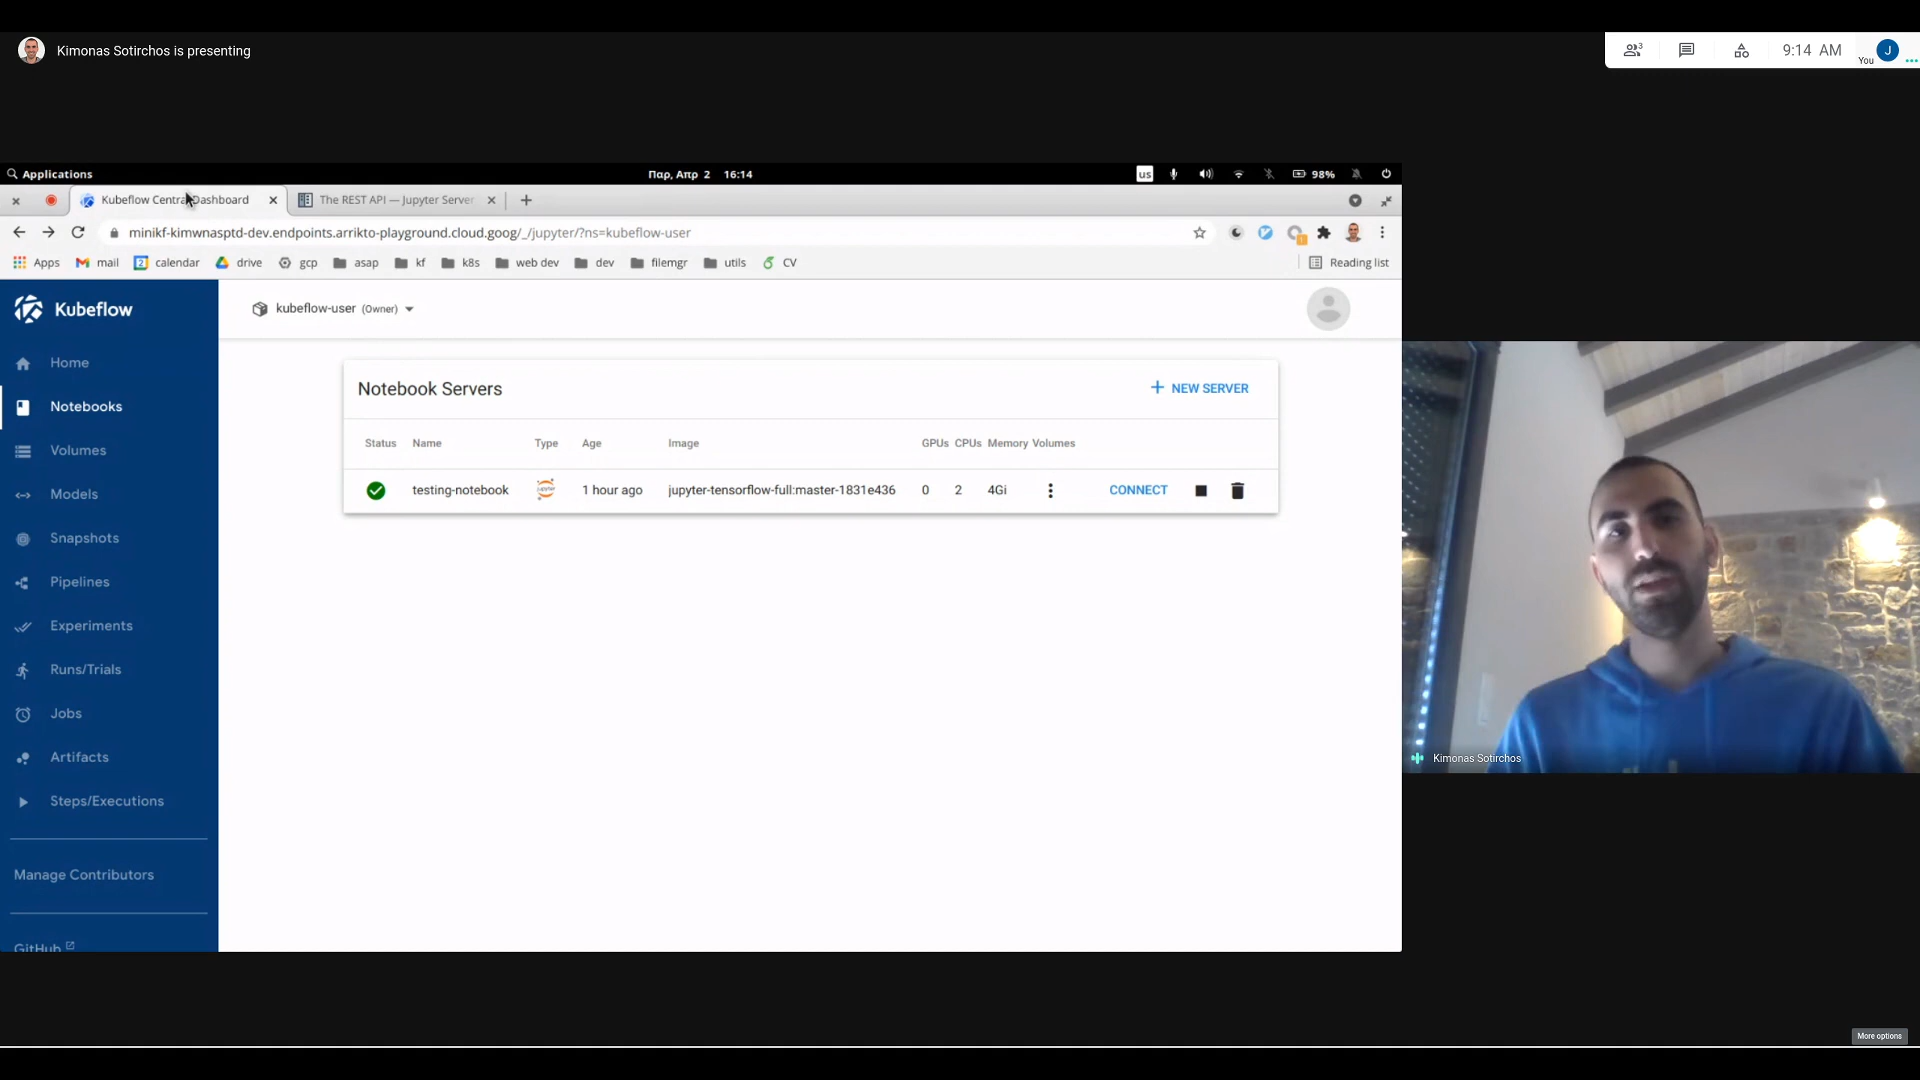 Kimonas Sotirchos is presenting
3
9:14 AM
You
J
Applications
Παρ, Απρ 2 16:14
us
98%
Kubeflow Central Dashboard
The REST API — Jupyter Server
minikf-kimwnasptd-dev.endpoints.arrikto-playground.cloud.goog/_/jupyter/?ns=kubeflow-user
Apps
mail
2
calendar
drive
gcp
asap
kf
k8s
web dev
dev
filemgr
utils
CV
Reading list
Kubeflow
kubeflow-user (Owner)
Home
Notebooks
Volumes
Models
Snapshots
Pipelines
Experiments
Runs/Trials
Jobs
Artifacts
Steps/Executions
Manage Contributors
GitHub
Notebook Servers
NEW SERVER
Status Name Type Age Image GPUs CPUs Memory Volumes
testing-notebook jupyter 1 hour ago jupyter-tensorflow-full:master-1831e436 0 2 4Gi CONNECT
Kimonas Sotirchos
More options